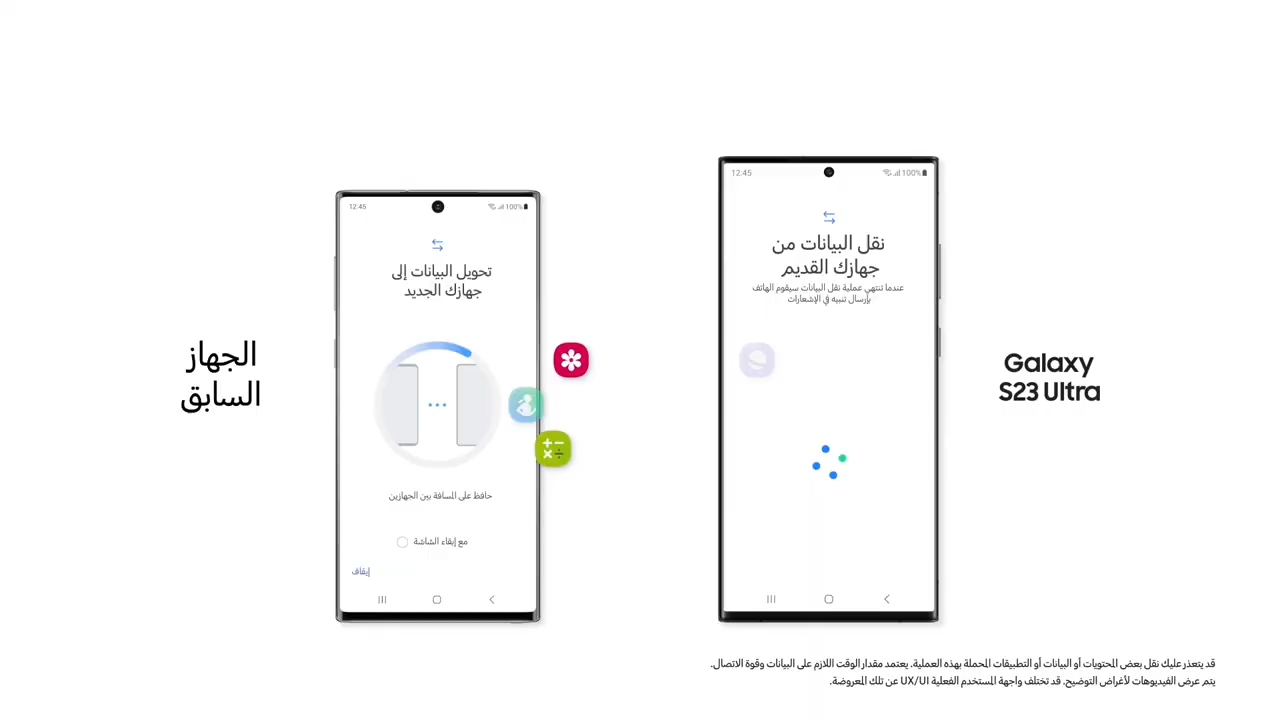 الجهاز
السابق
12:45
100%
تحويل البيانات إلى
جهازك الجديد
حافظ على المسافة بين الجهازين
مع إبقاء الشاشة
إيقاف
12.45
100%
نقل البيانات من
جهازك القديم
عندما تنتهي عملية نقل البيانات سيقوم الهاتف
بإرسال تنبيه في الإشعارات
Galaxy
S23 Ultra
قد يتعذر عليك نقل بعض المحتويات أو البيانات أو التطبيقات المحملة بهذه العملية. يعتمد مقدار الوقت اللازم على البيانات وقوة الاتصال.
يتم عرض الفيديوهات لأغراض التوضيح. قد تختلف واجهة المستخدم الفعلية UX/UI عن تلك المعروضة.